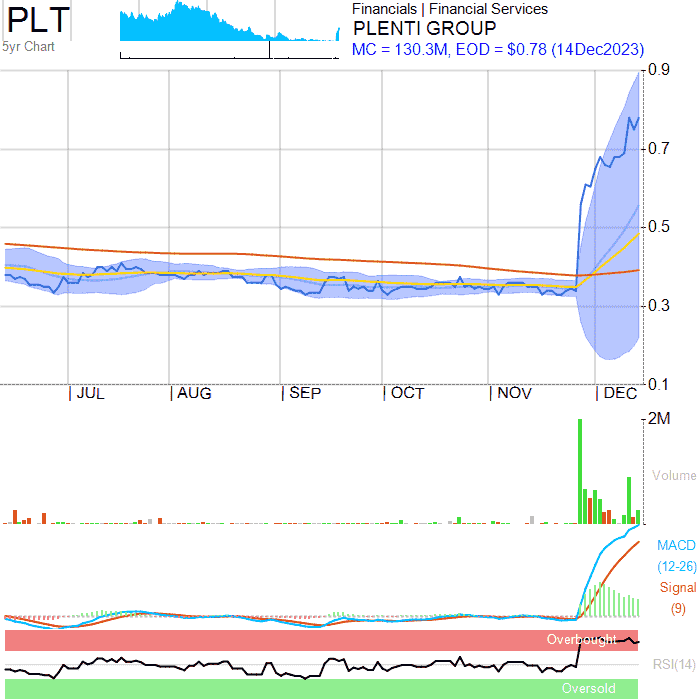 PLT
5yr Chart
Financials | Financial Services
PLENTI GROUP
MC = 130.3M, EOD = $0.78 (14Dec2023)
0.9
0.7
0.5
0.3
0.1
JUL AUG SEP OCT NOV DEC
2M
Volume
MACD
(12-26)
Signal
(9)
Overbought
RSI(14)
Oversold